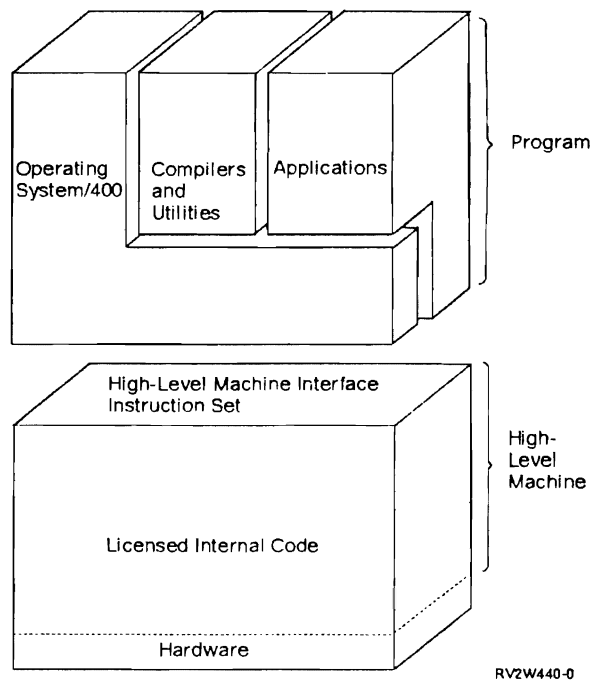 Operating
System/400
Compilers
and
Utilities
Applications
Program
High-Level Machine Interface
Instruction Set
High-
Level
Machine
Licensed Internal Code
Hardware
RV2W440-0